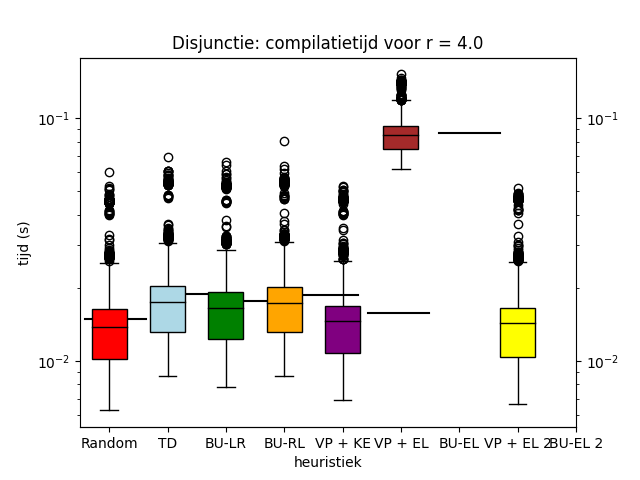 Disjunctie: compilatietijd voor r = 4.0
tijd (s)
10⁻¹
10⁻²
10⁻¹
10⁻²
Random TD BU-LR BU-RL VP + KE VP + EL BU-EL VP + EL 2 BU-EL 2
heuristiek